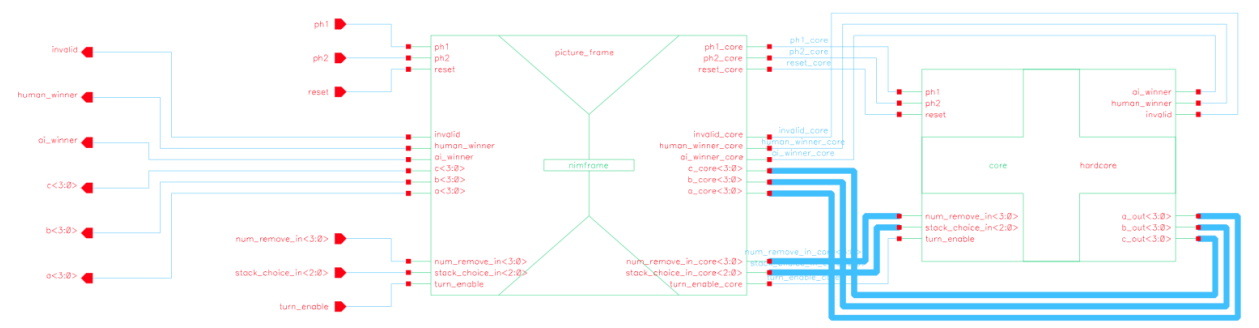 invalid
human_winner
ai_winner
c<3:0>
b<3:0>
a<3:0>
ph1
ph2
reset
num_remove_in<3:0>
stack_choice_in<2:0>
turn_enable
ph1
ph2
reset
invalid
human_winner
ai_winner
c<3:0>
b<3:0>
a<3:0>
num_remove_in<3:0>
stack_choice_in<2:0>
turn_enable
picture_frame
nimframe
ph1_core
ph2_core
reset_core
invalid_core
human_winner_core
ai_winner_core
c_core<3:0>
b_core<3:0>
a_core<3:0>
num_remove_in_core<3:0>
stack_choice_in_core<2:0>
turn_enable_core
ph1_core
ph2_core
reset_core
invalid_core
human_winner_core
ai_winner_core
turn_enable_core
ph1
ph2
reset
core
hardcore
num_remove_in<3:0>
stack_choice_in<2:0>
turn_enable
ai_winner
human_winner
invalid
a_out<3:0>
b_out<3:0>
c_out<3:0>